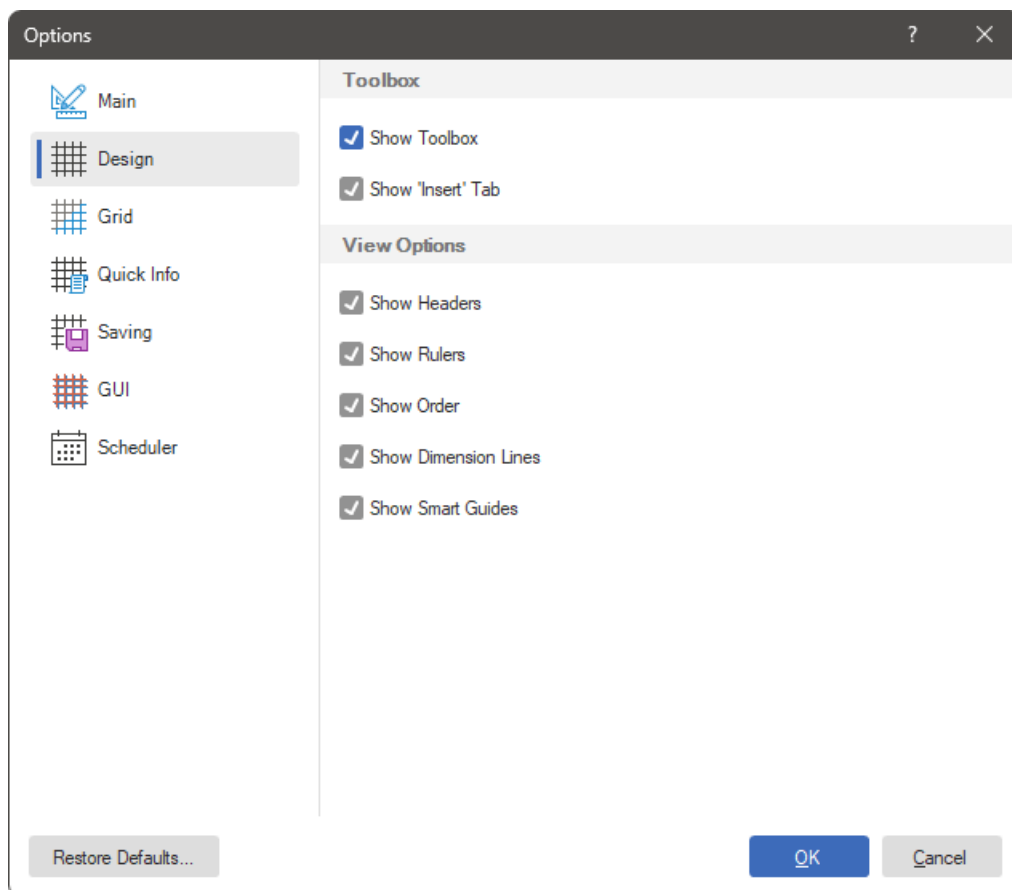 Options
?
Main
Design
Grid
Quick Info
Saving
GUI
Scheduler
Toolbox
Show Toolbox
Show 'Insert' Tab
View Options
Show Headers
Show Rulers
Show Order
Show Dimension Lines
Show Smart Guides
Restore Defaults...
OK
Cancel